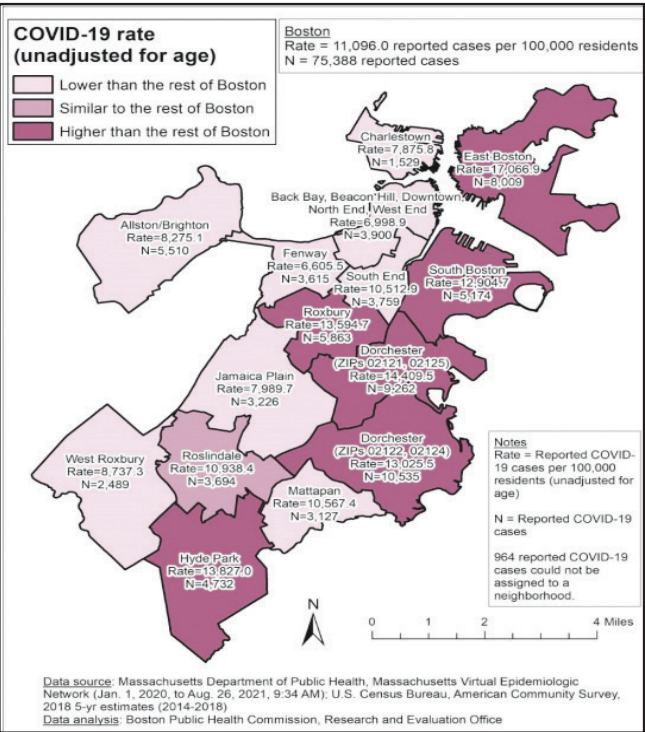 COVID-19 rate
(unadjusted for age)
Lower than the rest of Boston
Similar to the rest of Boston
Higher than the rest of Boston
Boston
Rate = 11,096.0 reported cases per 100,000 residents
N = 75,388 reported cases
Charlestown
Rate=7,875.8
N=1,529
East Boston
Rate=17,066.9
N=8,009
Back Bay, Beacon Hill, Downtown,
North End, West End
Rate=6,998.9
N=3,900
Allston/Brighton
Rate=8,275.1
N=5,510
Fenway
Rate=6,605.5
N=3,615
South End
Rate=10,512.9
N=3,759
South Boston
Rate=12,904.7
N=5,174
Roxbury
Rate=13,594.7
N=5,863
Dorchester
(ZIPs 02121, 02125)
Rate=14,409.5
N=9,262
Jamaica Plain
Rate=7,989.7
N=3,226
West Roxbury
Rate=8,737.3
N=2,489
Roslindale
Rate=10,938.4
N=3,694
Dorchester
(ZIPs 02122, 02124)
Rate=13,025.5
N=10,535
Mattapan
Rate=10,567.4
N=3,127
Hyde Park
Rate=13,827.0
N=4,732
Notes
Rate = Reported COVID-
19 cases per 100,000
residents (unadjusted for
age)
N = Reported COVID-19
cases
964 reported COVID-19
cases could not be
assigned to a
neighborhood.
N
0 1 2 4 Miles
Data source: Massachusetts Department of Public Health, Massachusetts Virtual Epidemiologic
Network (Jan. 1, 2020, to Aug. 26, 2021, 9:34 AM); U.S. Census Bureau, American Community Survey,
2018 5-yr estimates (2014-2018)
Data analysis: Boston Public Health Commission, Research and Evaluation Office